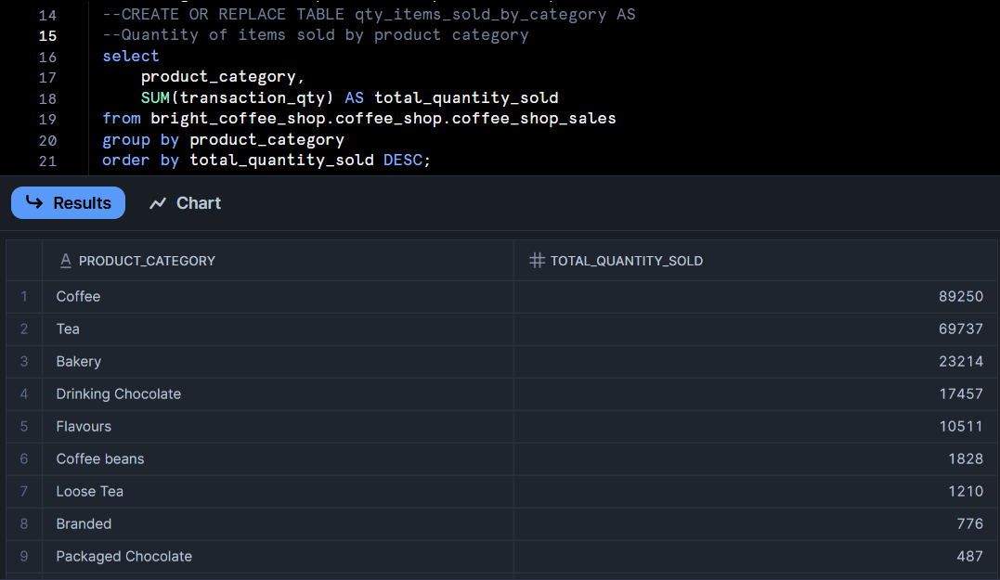 14 --CREATE OR REPLACE TABLE qty_items_sold_by_category AS
15 --Quantity of items sold by product category
16 select
17 product_category,
18 SUM(transaction_qty) AS total_quantity_sold
19 from bright_coffee_shop.coffee_shop.coffee_shop_sales
20 group by product_category
21 order by total_quantity_sold DESC;
Results Chart
A PRODUCT_CATEGORY # TOTAL_QUANTITY_SOLD
1 Coffee 89250
2 Tea 69737
3 Bakery 23214
4 Drinking Chocolate 17457
5 Flavours 10511
6 Coffee beans 1828
7 Loose Tea 1210
8 Branded 776
9 Packaged Chocolate 487